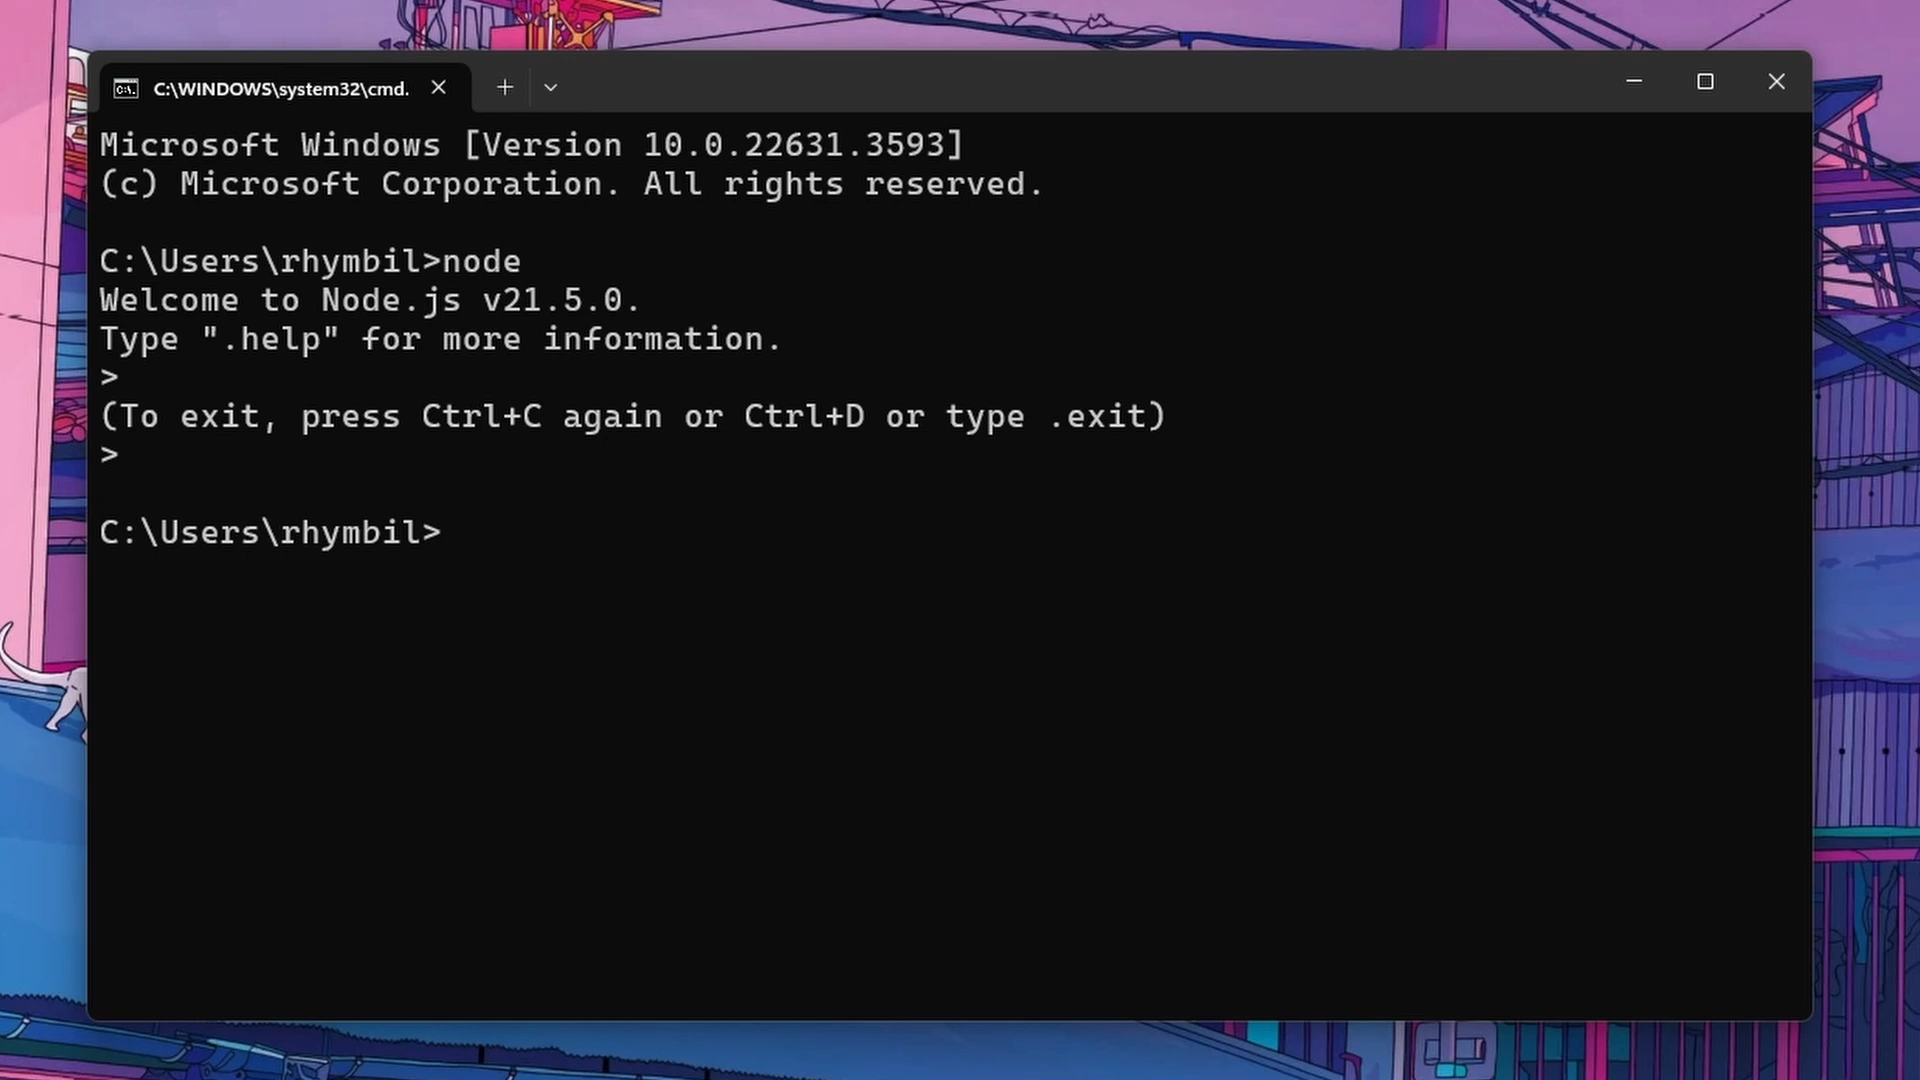 C:\WINDOWS\system32\cmd.
Microsoft Windows [Version 10.0.22631.3593]
(c) Microsoft Corporation. All rights reserved.
C:\Users\rhymbil>node
Welcome to Node.js v21.5.0.
Type ".help" for more information.
>
(To exit, press Ctrl+C again or Ctrl+D or type .exit)
>
C:\Users\rhymbil>